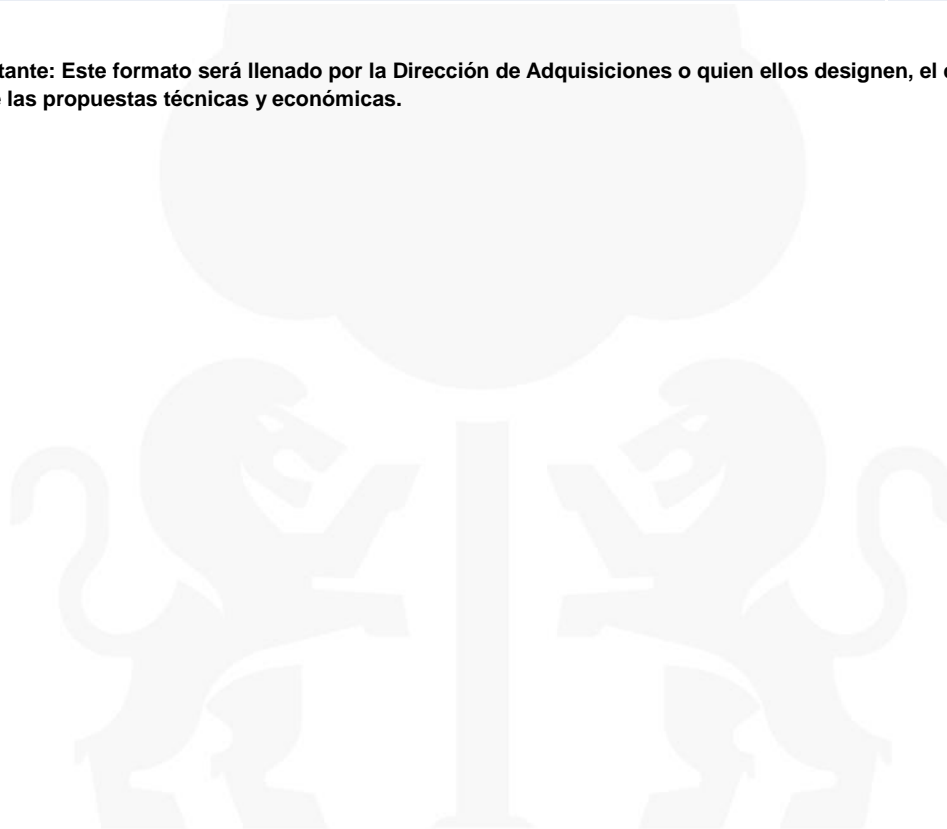 tante: Este formato será llenado por la Dirección de Adquisiciones o quien ellos designen, el
las propuestas técnicas y económicas.